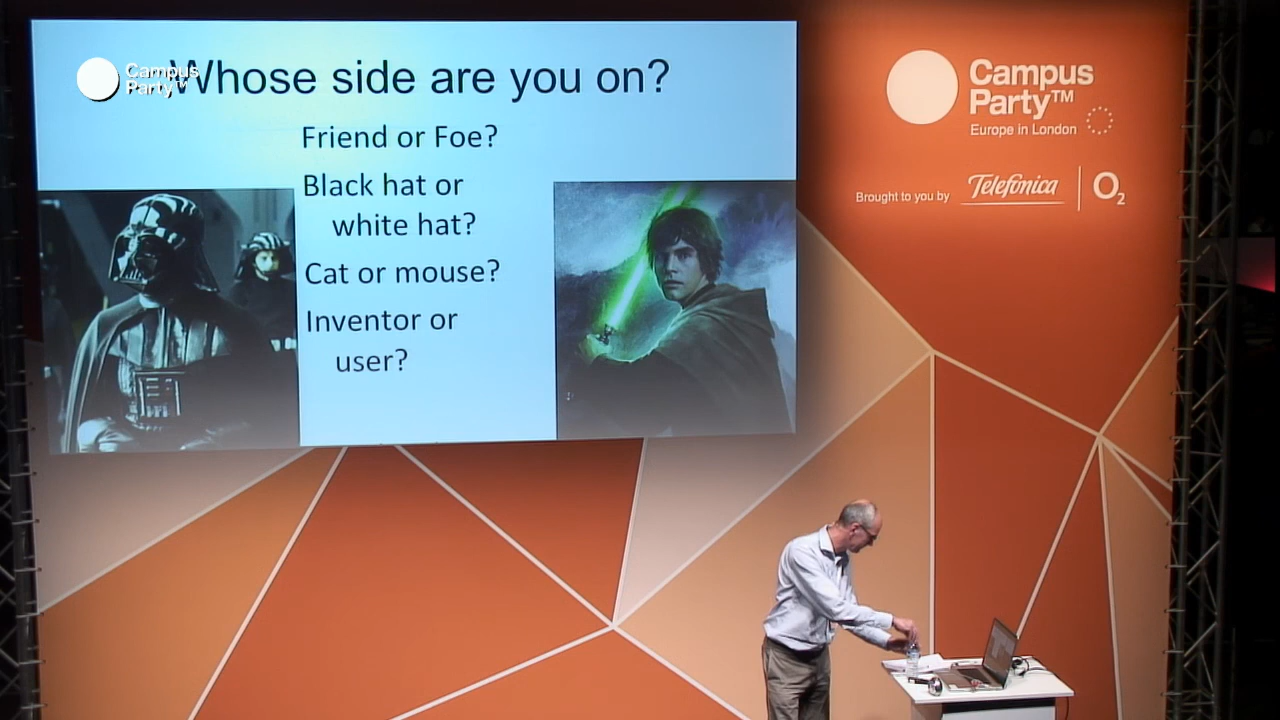 Whose side are you on?
Campus
Party™
Friend or Foe?
Black hat or
white hat?
Cat or mouse?
Inventor or
user?
Campus
Party™
Europe in London
Brought to you by
Telefónica
O2